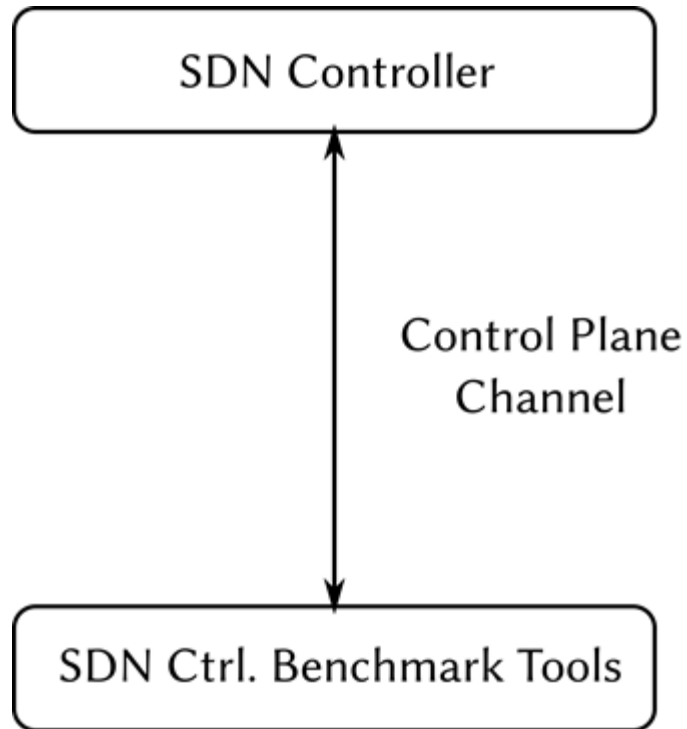 SDN Controller
Control Plane
Channel
SDN Ctrl. Benchmark Tools